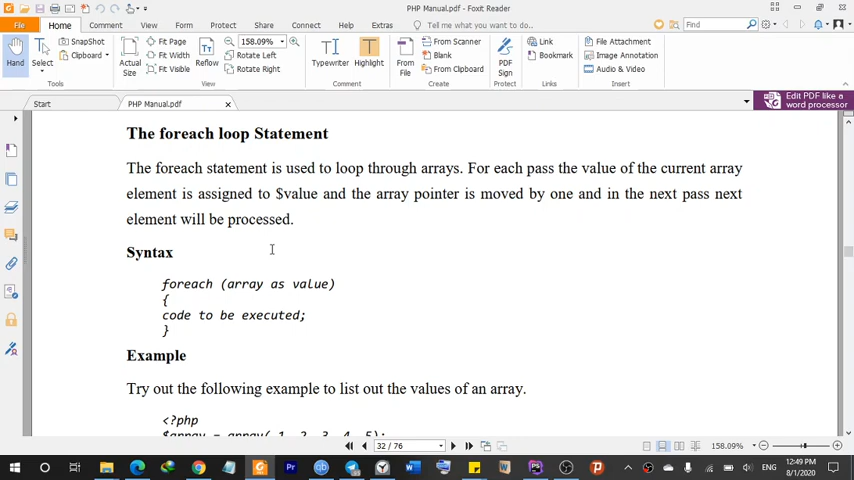 PHP Manual.pdf - Foxit Reader
File Home Comment View Form Protect Share Connect Help Extras Tell me what you want to do... Find
Hand
Select
SnapShot
Clipboard
Tools
Actual
Size
Fit Page
Fit Width
Fit Visible
Reflow
158.09%
Rotate Left
Rotate Right
View
Typewriter
Highlight
Comment
From
File
From Scanner
Blank
From Clipboard
Create
PDF
Sign
Protect
Link
Bookmark
Links
File Attachment
Image Annotation
Audio & Video
Insert
Start PHP Manual.pdf
Edit PDF like a
word processor
The foreach loop Statement
The foreach statement is used to loop through arrays. For each pass the value of the current array
element is assigned to $value and the array pointer is moved by one and in the next pass next
element will be processed.
Syntax
foreach (array as value)
{
code to be executed;
}
Example
Try out the following example to list out the values of an array.
<?php
$array = array( 1, 2, 3, 4, 5);
32 / 76 158.09%
ENG
12:49 PM
8/1/2020